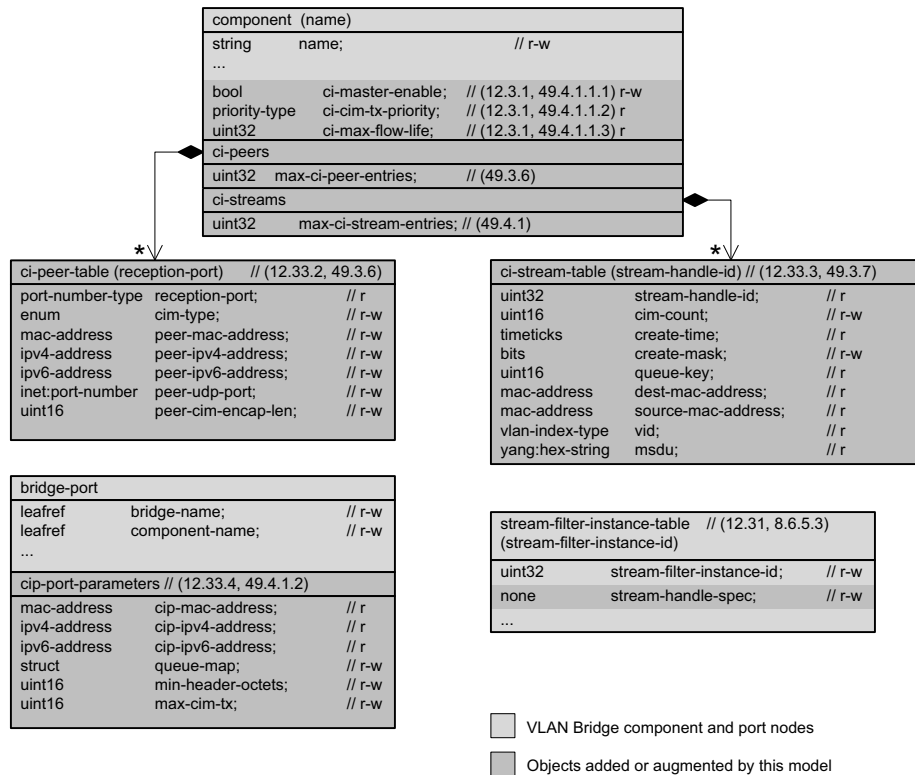 component (name)
string name; // r-w
...
bool ci-master-enable; // (12.3.1, 49.4.1.1.1) r-w
priority-type ci-cim-tx-priority; // (12.3.1, 49.4.1.1.2) r
uint32 ci-max-flow-life; // (12.3.1, 49.4.1.1.3) r
ci-peers
uint32 max-ci-peer-entries; // (49.3.6)
ci-streams
uint32 max-ci-stream-entries; // (49.4.1)
*
*
ci-peer-table (reception-port) // (12.33.2, 49.3.6)
port-number-type reception-port; // r
enum cim-type; // r-w
mac-address peer-mac-address; // r-w
ipv4-address peer-ipv4-address; // r-w
ipv6-address peer-ipv6-address; // r-w
inet:port-number peer-udp-port; // r-w
uint16 peer-cim-encap-len; // r-w
ci-stream-table (stream-handle-id) // (12.33.3, 49.3.7)
uint32 stream-handle-id; // r
uint16 cim-count; // r-w
timeticks create-time; // r
bits create-mask; // r-w
uint16 queue-key; // r
mac-address dest-mac-address; // r
mac-address source-mac-address; // r
vlan-index-type vid; // r
yang:hex-string msdu; // r
bridge-port
leafref bridge-name; // r-w
leafref component-name; // r-w
...
cip-port-parameters // (12.33.4, 49.4.1.2)
mac-address cip-mac-address; // r
ipv4-address cip-ipv4-address; // r
ipv6-address cip-ipv6-address; // r
struct queue-map; // r-w
uint16 min-header-octets; // r-w
uint16 max-cim-tx; // r-w
stream-filter-instance-table // (12.31, 8.6.5.3)
(stream-filter-instance-id)
uint32 stream-filter-instance-id; // r-w
none stream-handle-spec; // r-w
...
VLAN Bridge component and port nodes
Objects added or augmented by this model